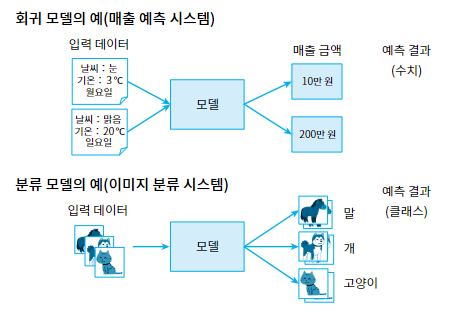 회귀 모델의 예(매출 예측 시스템)
입력 데이터
매출 금액
예측 결과
(수치)
날씨 : 눈
기온 : 3℃
월요일
모델
10만 원
날씨 : 맑음
기온 : 20℃
일요일
200만 원
분류 모델의 예(이미지 분류 시스템)
입력 데이터
예측 결과
(클래스)
모델
말
개
고양이